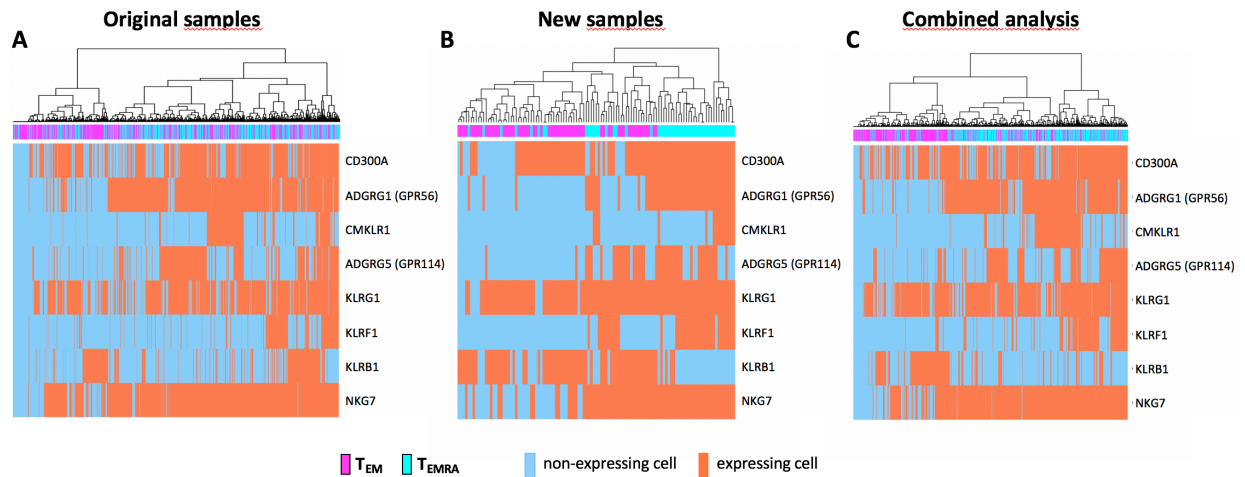 Original samples
New samples
Combined analysis
A
B
C
CD300A
ADGRG1 (GPR56)
CMKLR1
ADGRG5 (GPR114)
KLRG1
KLRF1
KLRB1
NKG7
CD300A
ADGRG1 (GPR56)
CMKLR1
ADGRG5 (GPR114)
KLRG1
KLRF1
KLRB1
NKG7
CD300A
ADGRG1 (GPR56)
CMKLR1
ADGRG5 (GPR114)
KLRG1
KLRF1
KLRB1
NKG7
TEM TEMRA non-expressing cell expressing cell